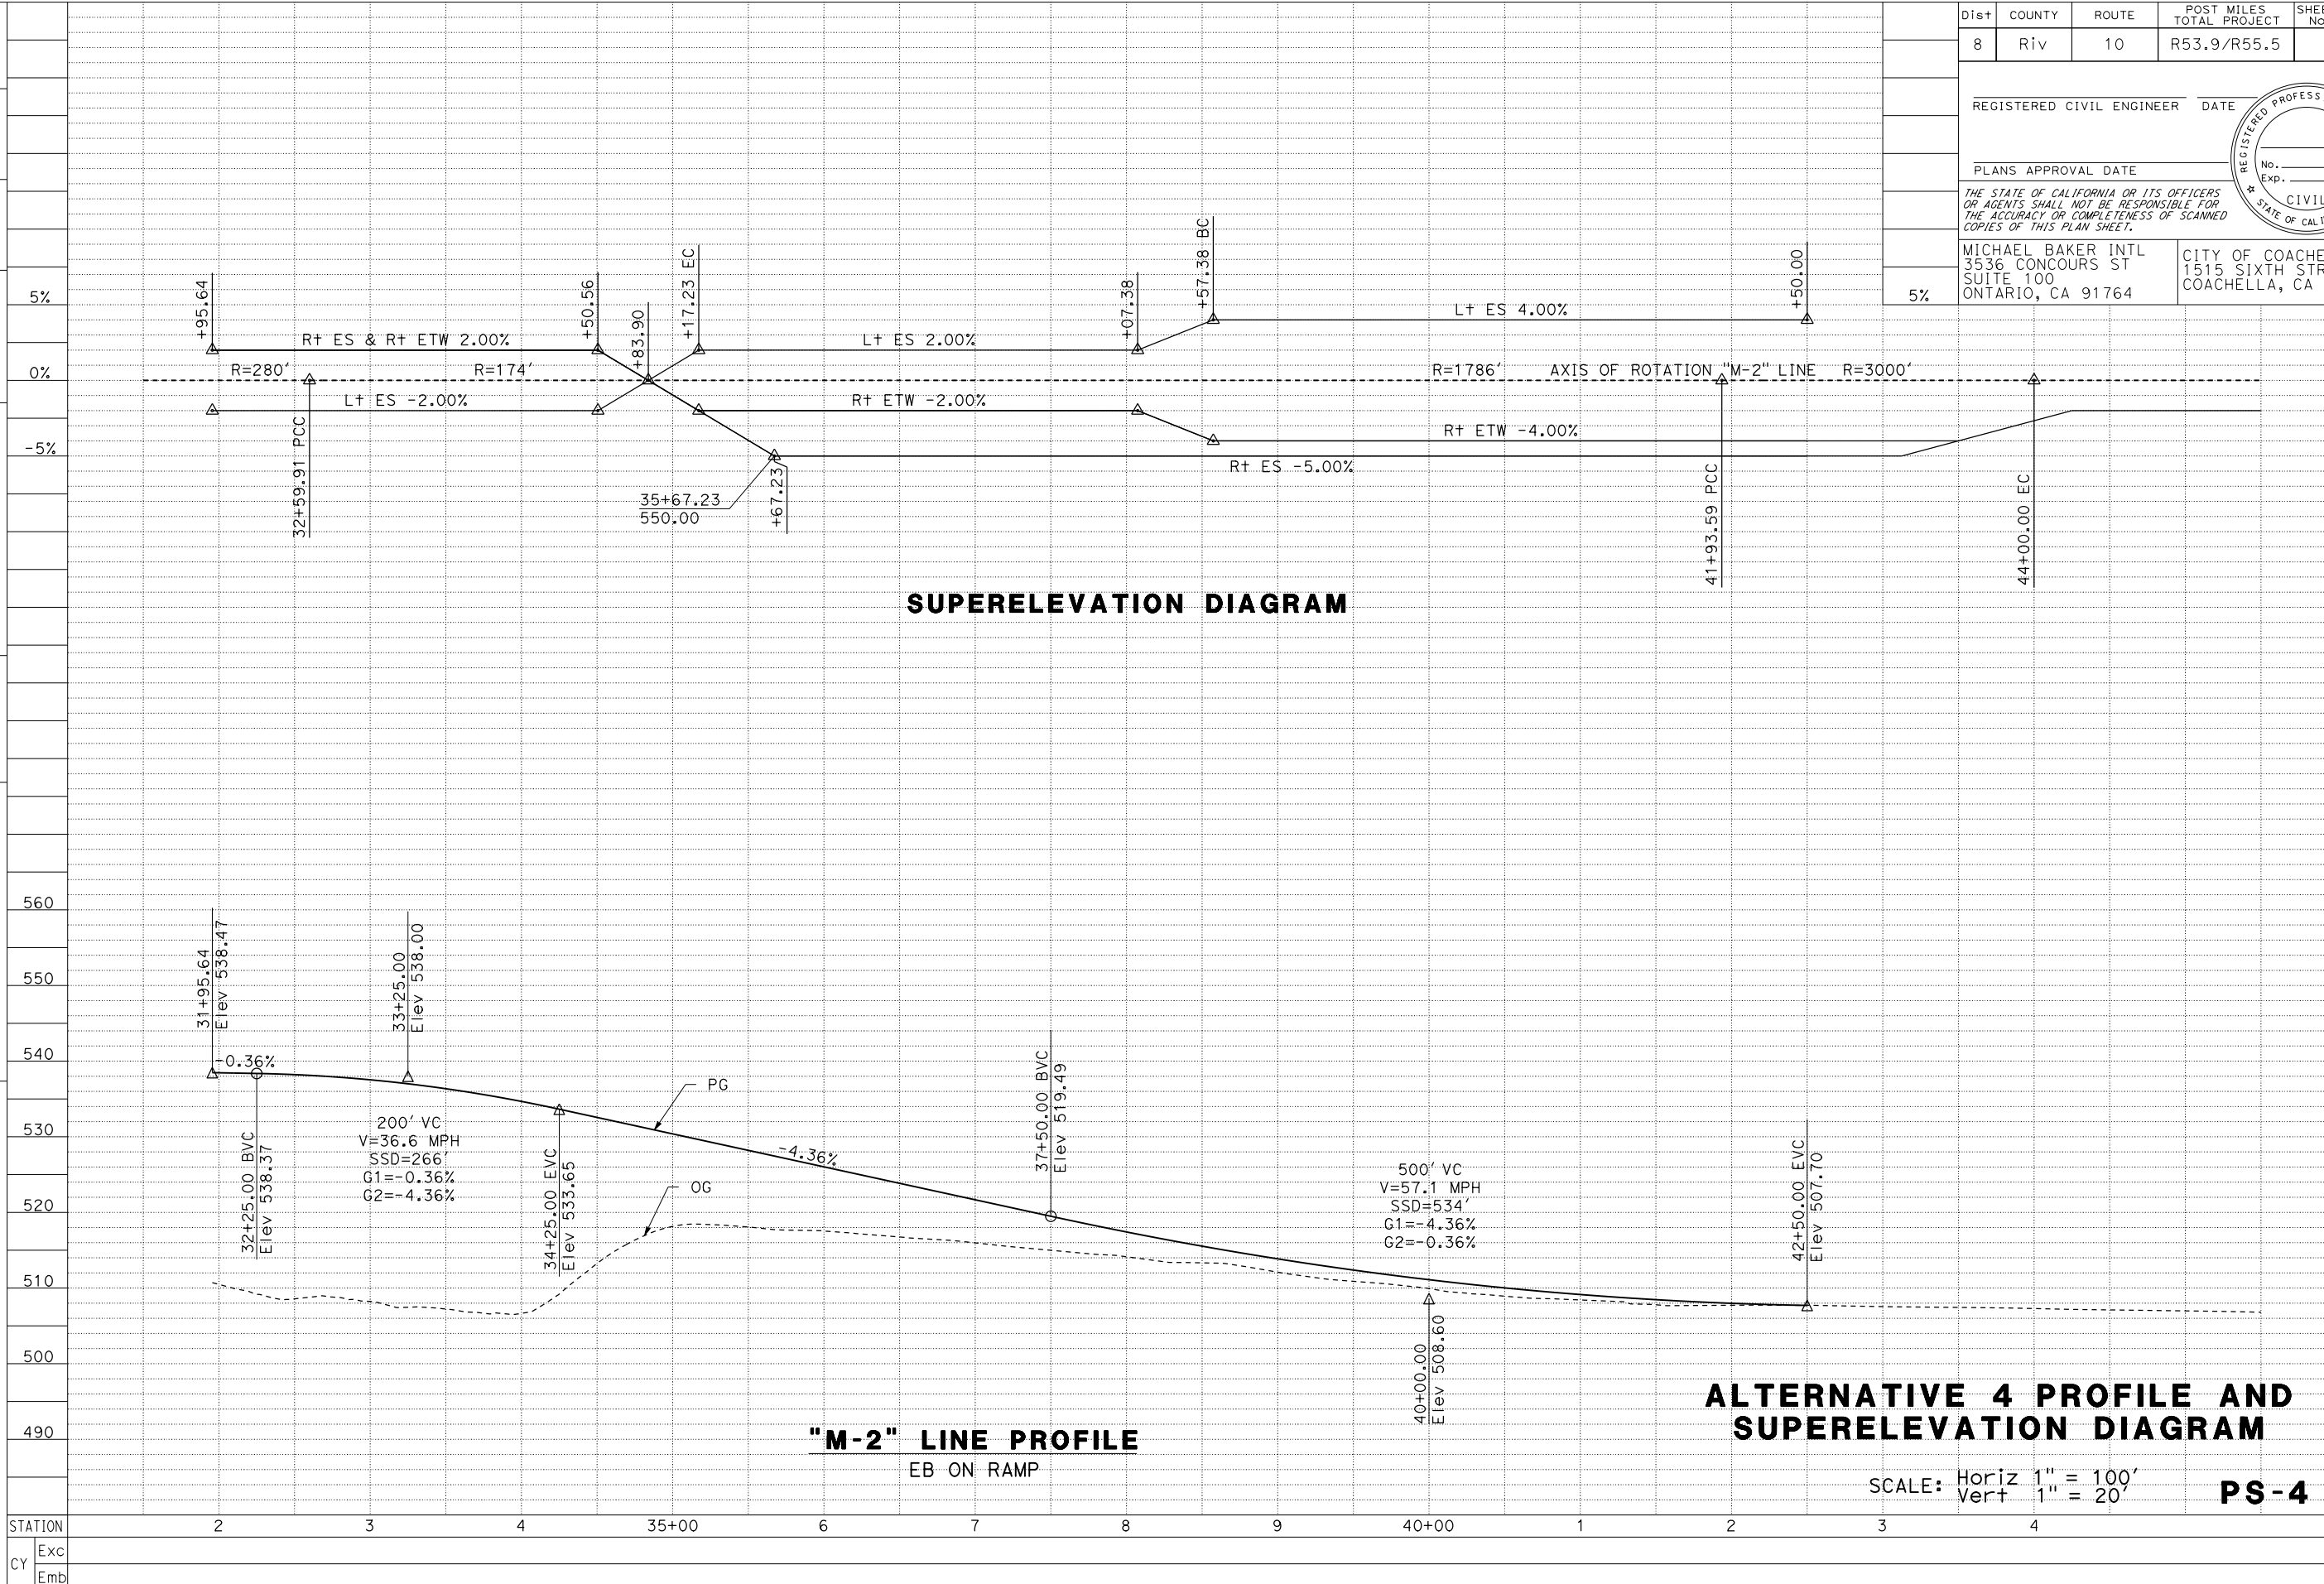 Dist COUNTY ROUTE POST MILES TOTAL PROJECT
8 Riv 10 R53.9/R55.5
REGISTERED CIVIL ENGINEER DATE
PLANS APPROVAL DATE
THE STATE OF CALIFORNIA OR ITS OFFICERS
OR AGENTS SHALL NOT BE RESPONSIBLE FOR
THE ACCURACY OR COMPLETENESS OF SCANNED
COPIES OF THIS PLAN SHEET.
REGISTERED
No.
Exp.
CIVIL
STATE OF
MICHAEL BAKER INTL
3536 CONCOURS ST
SUITE 100
ONTARIO, CA 91764
CITY OF
1515 SIXTH
COACHELLA, CA
5%
0%
-5%
5%
+95.64
+50.56
+83.90
+17.23 EC
+07.38
+57.38 BC
+50.00
Rt ES & Rt ETW 2.00%
Lt ES 2.00%
Lt ES 4.00%
R=280'
R=174'
R=1786'
AXIS OF ROTATION "M-2" LINE
R=3000'
Lt ES -2.00%
Rt ETW -2.00%
Rt ETW -4.00%
Rt ES -5.00%
32+59.91 PCC
35+67.23
550.00
+67.23
41+93.59 PCC
44+00.00 EC
SUPERELEVATION DIAGRAM
560
550
540
530
520
510
500
490
31+95.64
Elev 538.47
33+25.00
Elev 538.00
-0.36%
32+25.00 BVC
Elev 538.37
200' VC
V=36.6 MPH
SSD=266'
G1=-0.36%
G2=-4.36%
34+25.00 EVC
Elev 533.65
PG
OG
-4.36%
37+50.00 BVC
Elev 519.49
500' VC
V=57.1 MPH
SSD=534'
G1=-4.36%
G2=-0.36%
40+00.00
Elev 508.60
42+50.00 EVC
Elev 507.70
"M-2" LINE PROFILE
EB ON RAMP
ALTERNATIVE 4 PROFILE AND
SUPERELEVATION DIAGRAM
SCALE: Horiz 1" = 100'
Vert 1" = 20'
PS-4
STATION 2 3 4 35+00 6 7 8 9 40+00 1 2 3 4
CY Exc
Emb